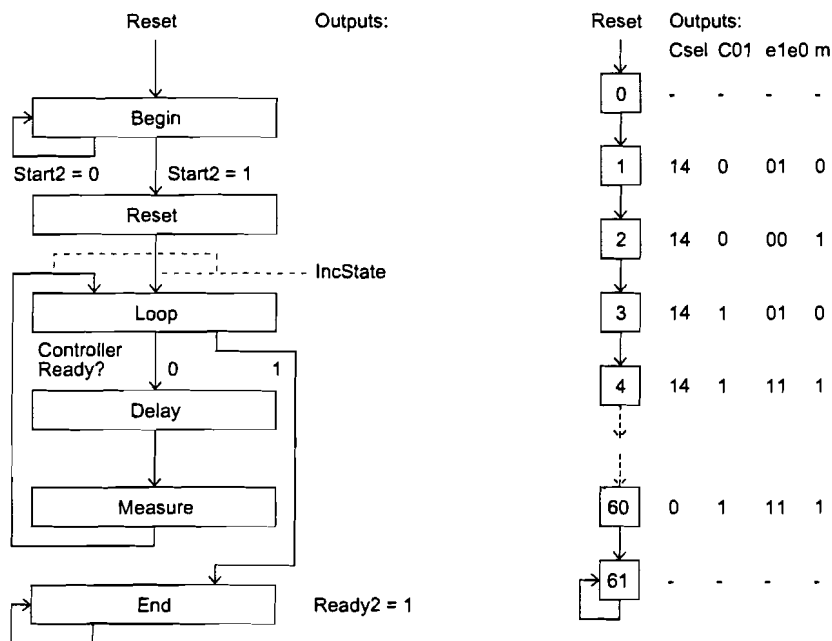 Reset Outputs:
Begin
Start2 = 0 Start2 = 1
Reset
IncState
Loop
Controller
Ready? 0 1
Delay
Measure
End Ready2 = 1
Reset Outputs:
Csel C01 e1e0 m
0 - - - -
1 14 0 01 0
2 14 0 00 1
3 14 1 01 0
4 14 1 11 1
60 0 1 11 1
61 - - - -